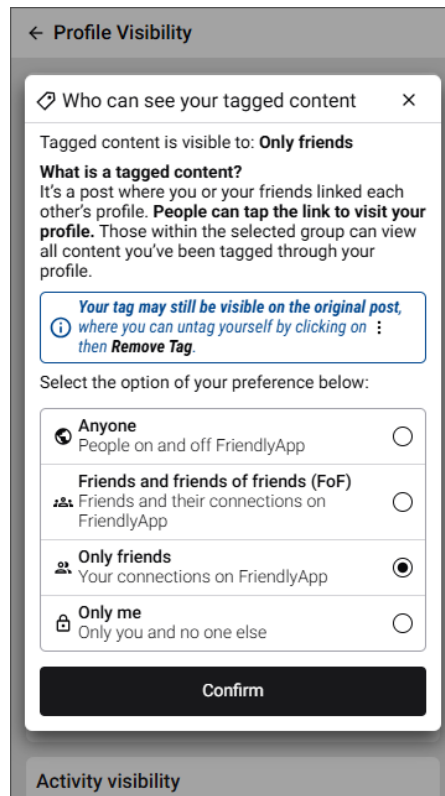 Profile Visibility
Who can see your tagged content
Tagged content is visible to: Only friends
What is a tagged content?
It's a post where you or your friends linked each
other's profile. People can tap the link to visit your
profile. Those within the selected group can view
all content you've been tagged through your
profile.
Your tag may still be visible on the original post,
where you can untag yourself by clicking on ⋮
then Remove Tag.
Select the option of your preference below:
Anyone
People on and off FriendlyApp
Friends and friends of friends (FoF)
Friends and their connections on
FriendlyApp
Only friends
Your connections on FriendlyApp
Only me
Only you and no one else
Confirm
Activity visibility